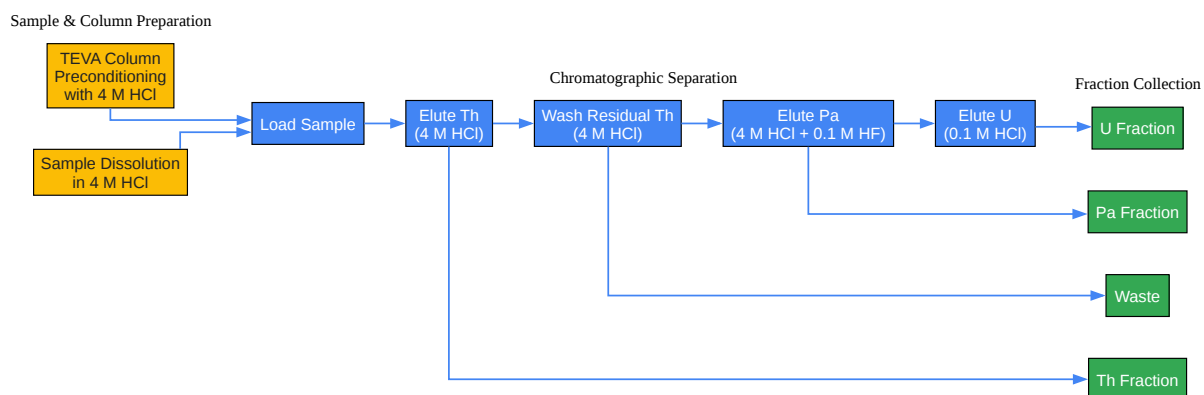 Sample & Column Preparation
TEVA Column
Preconditioning
with 4 M HCl
Sample Dissolution
in 4 M HCl
Load Sample
Chromatographic Separation
Elute Th
(4 M HCl)
Wash Residual Th
(4 M HCl)
Elute Pa
(4 M HCl + 0.1 M HF)
Elute U
(0.1 M HCl)
Fraction Collection
U Fraction
Pa Fraction
Waste
Th Fraction